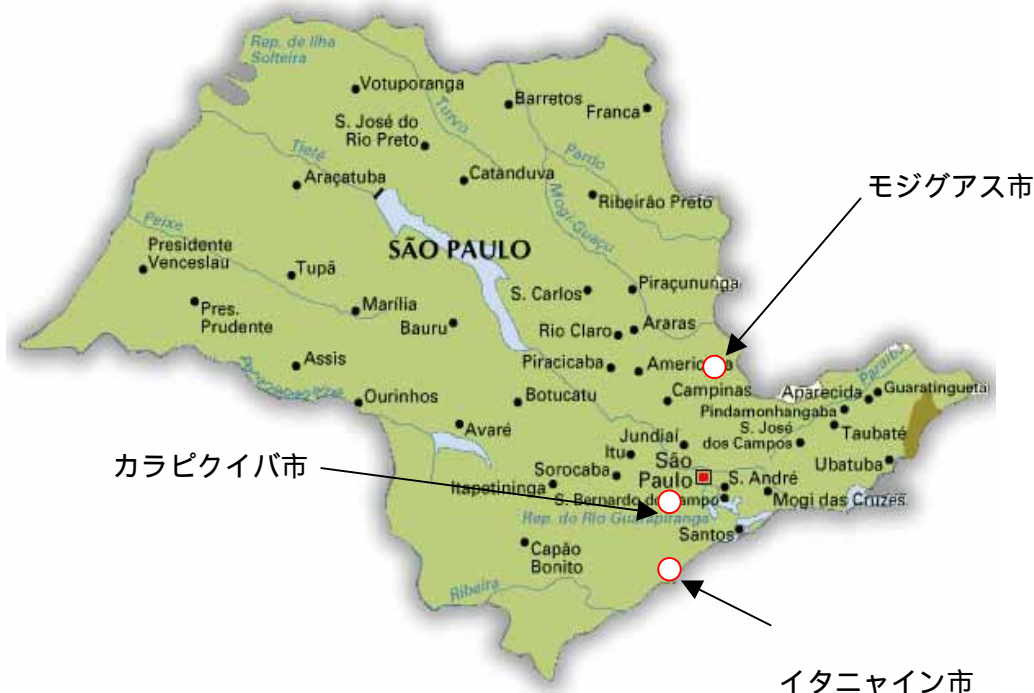 Rep. de Ilha
Solteira
Votuporanga
Barretos
Franca
Turvo
S. José do
Rio Preto
Pardo
Tietê
Catanduva
Araçatuba
Ribeirão Preto
モジグアス市
Mogi-Guaçu
Peixe
Presidente
Venceslau
SÃO PAULO
Tupã
Piraçununga
S. Carlos
Pres.
Prudente
Marília
Bauru
Rio Claro
Araras
Piracicaba
Assis
Campinas
Paraíba
Aparecida
Guaratinguetá
Ourinhos
Botucatu
Pindamonhangaba
S. José
dos Campos
Taubaté
Avaré
Jundiaí
Itu
São
Paulo
カラピクイバ市
Sorocaba
Ubatuba
Itapetininga
S. André
S. Bernardo do Campo
Mogi das Cruzes
Rep. do Rio Guarapiranga
Santos
Capão
Bonito
Ribeira
イタニャイン市